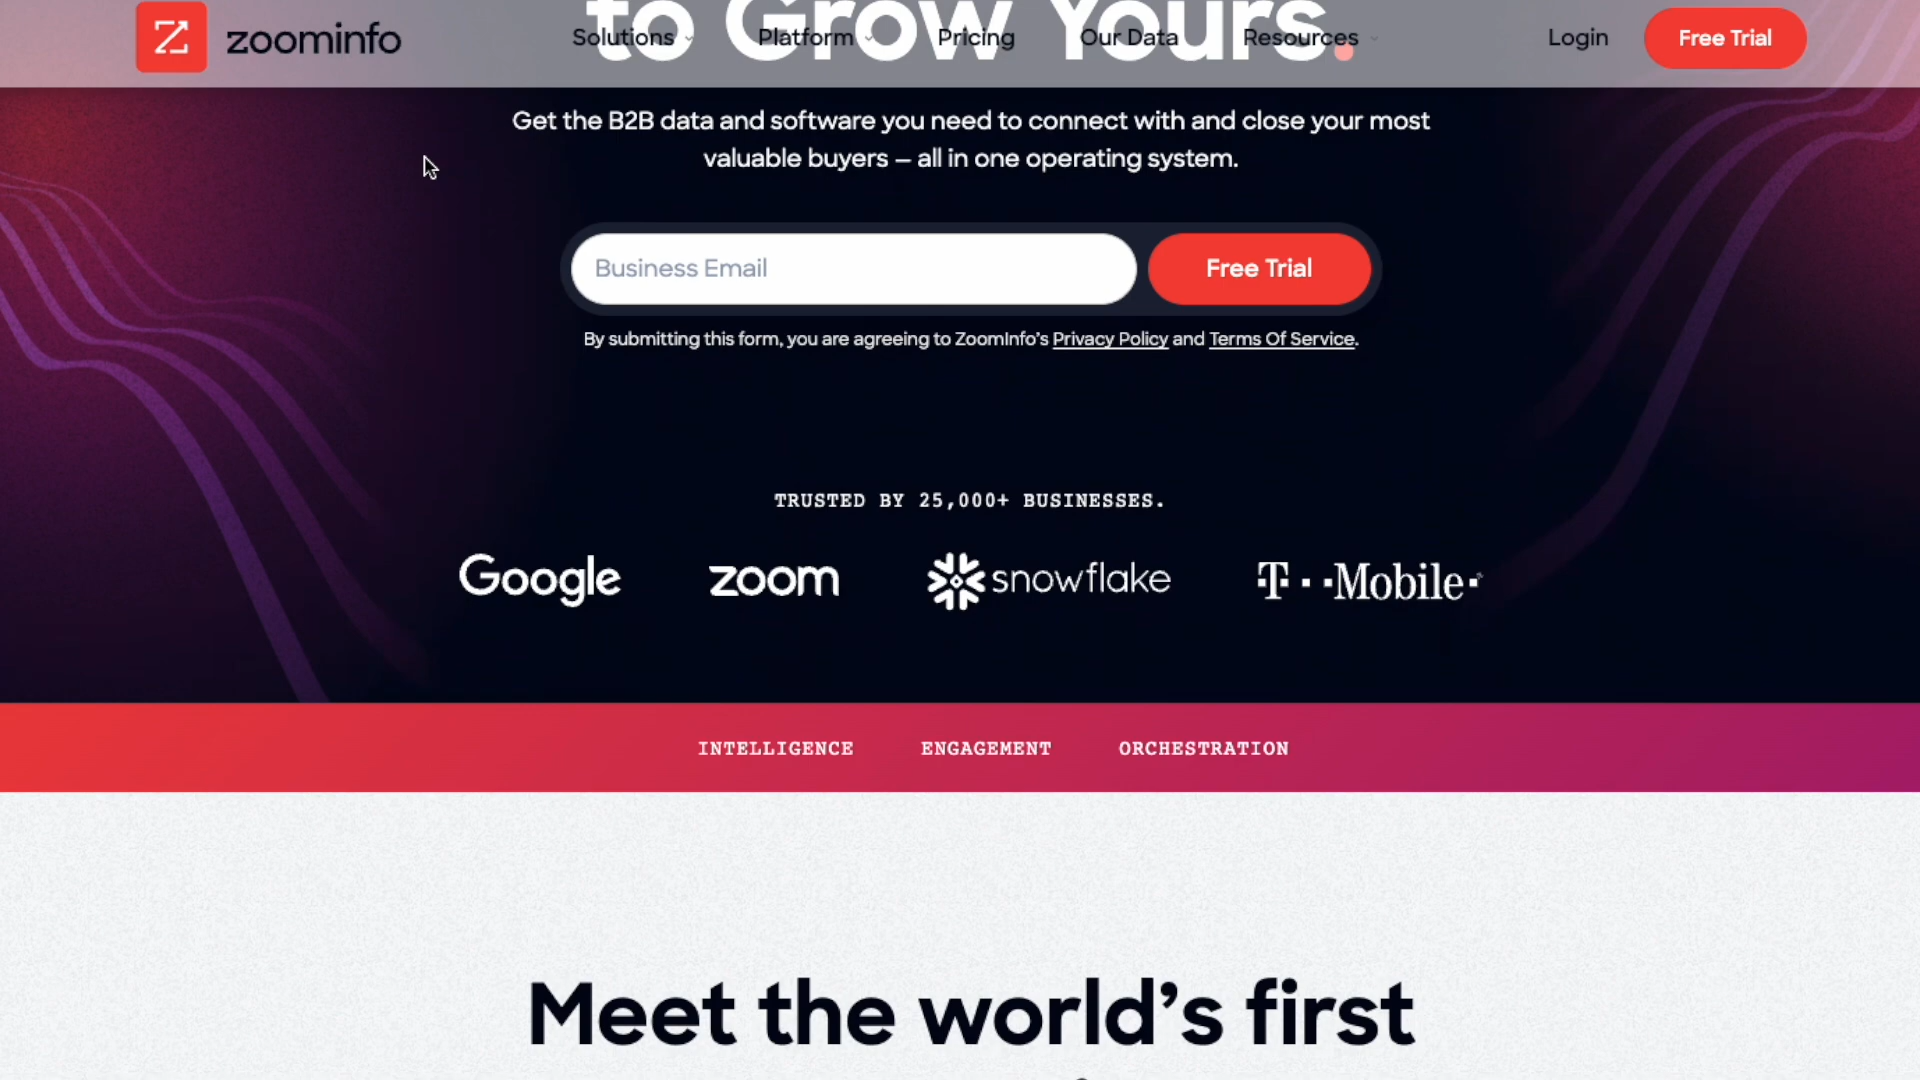 to Grow Yours.
zoominfo
Solutions
Platform
Pricing
Our Data
Resources
Login
Free Trial
Get the B2B data and software you need to connect with and close your most
valuable buyers – all in one operating system.
Business Email
Free Trial
By submitting this form, you are agreeing to ZoomInfo’s Privacy Policy and Terms Of Service.
TRUSTED BY 25,000+ BUSINESSES.
Google
zoom
snowflake
T··Mobile·
INTELLIGENCE
ENGAGEMENT
ORCHESTRATION
Meet the world’s first